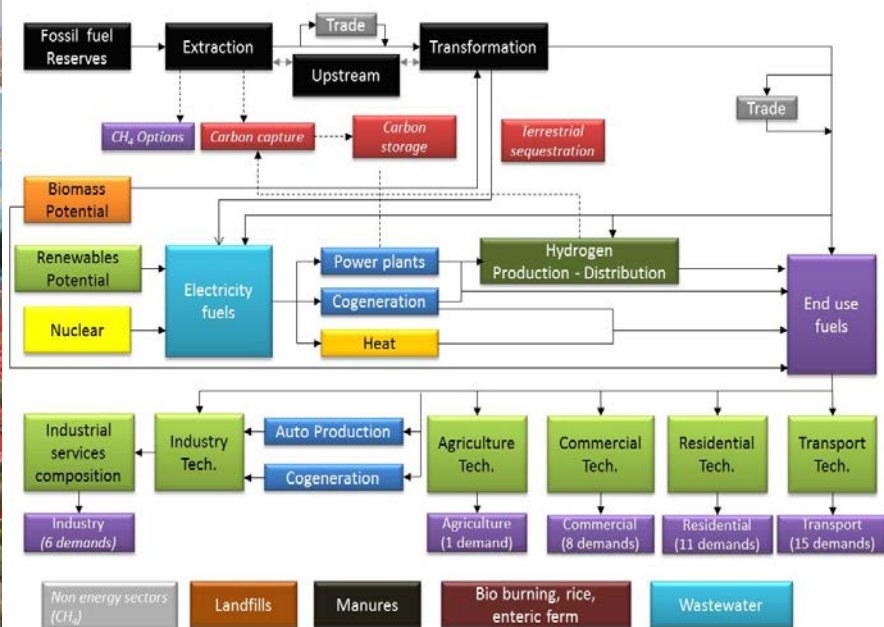 Fossil fuel
Reserves
Extraction
Trade
Upstream
Transformation
Trade
CH₄ Options
Carbon capture
Carbon
storage
Terrestrial
sequestration
Biomass
Potential
Renewables
Potential
Nuclear
Electricity
fuels
Power plants
Cogeneration
Heat
Hydrogen
Production - Distribution
End use
fuels
Industrial
services
composition
Industry
Tech.
Auto Production
Cogeneration
Agriculture
Tech.
Commercial
Tech.
Residential
Tech.
Transport
Tech.
Industry
(6 demands)
Agriculture
(1 demand)
Commercial
(8 demands)
Residential
(11 demands)
Transport
(15 demands)
Non energy sectors
(CH₄)
Landfills
Manures
Bio burning, rice,
enteric ferm
Wastewater